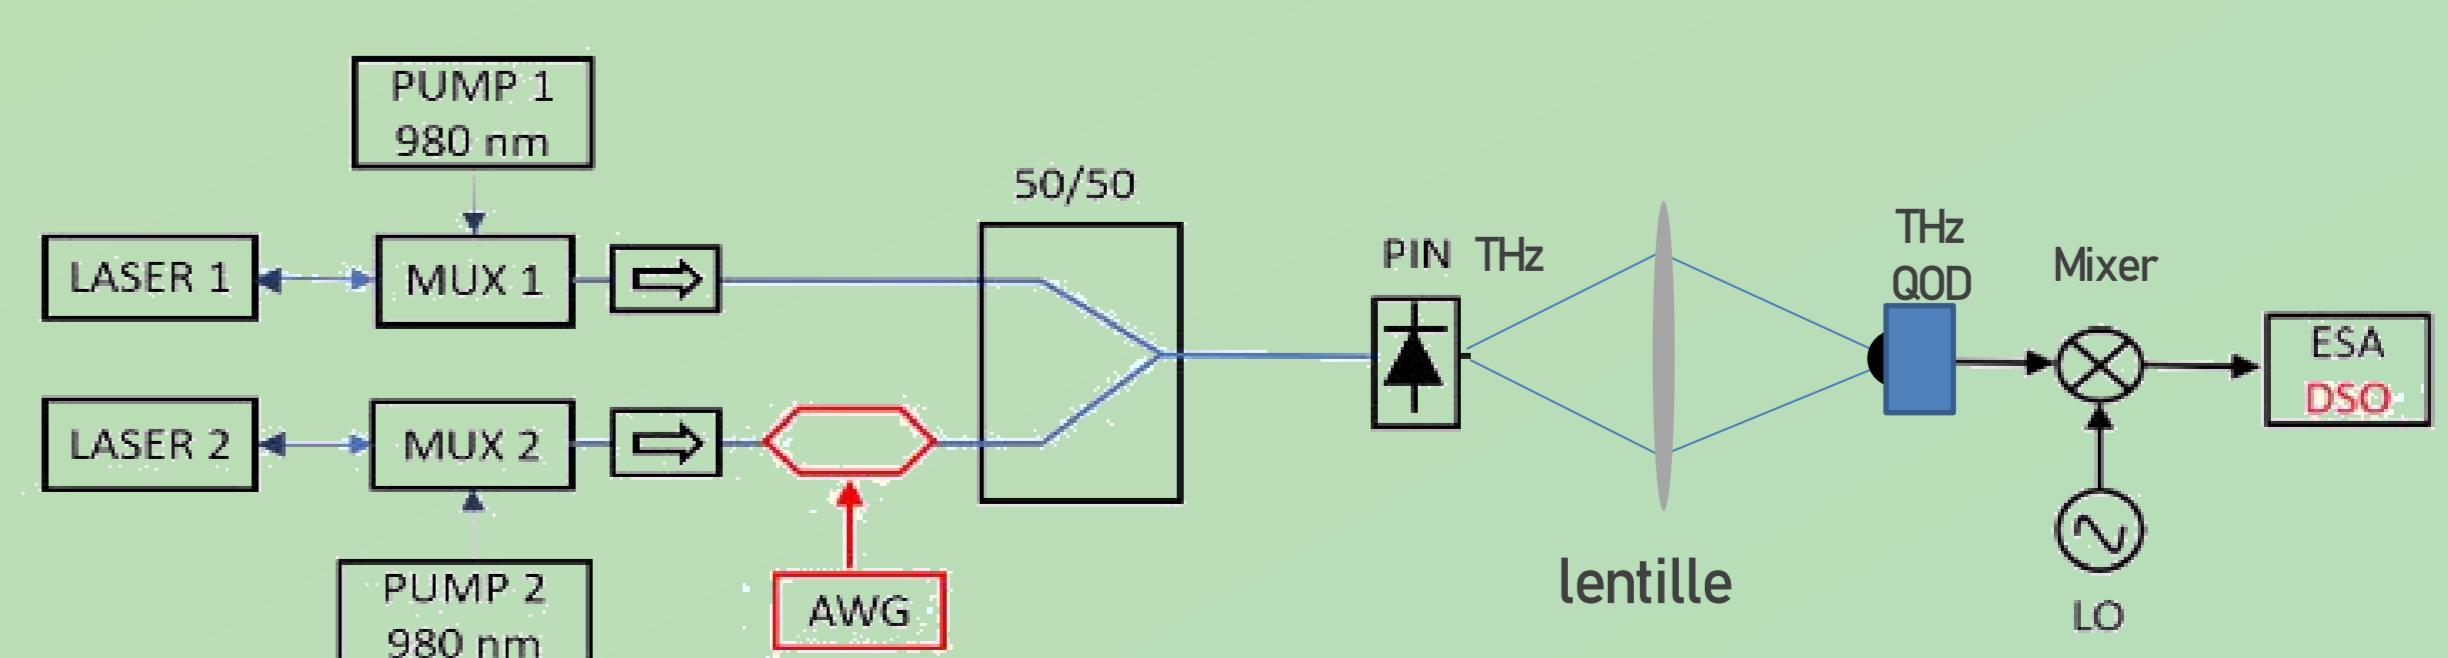 PUMP 1
980 nm
50/50
LASER 1
MUX 1
PIN
THz
THz
QOD
Mixer
ESA
DSO
LASER 2
MUX 2
PUMP 2
980 nm
AWG
lentille
LO